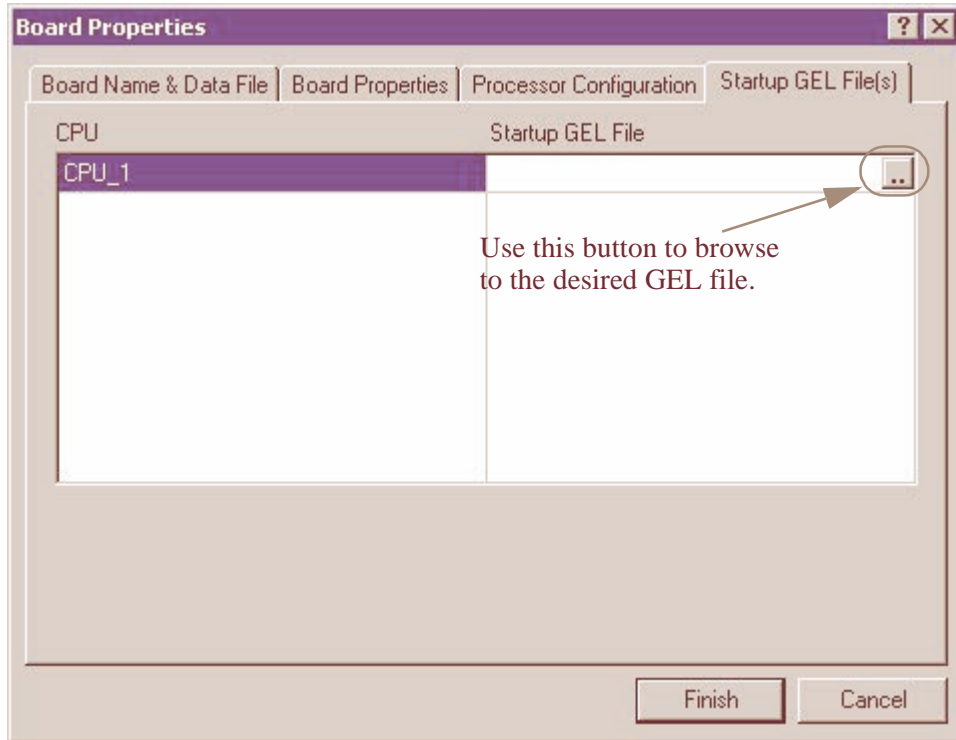 Board Properties
? X
Board Name & Data File Board Properties Processor Configuration Startup GEL File(s)
CPU Startup GEL File
CPU_1 ..
Use this button to browse
to the desired GEL file.
Finish Cancel